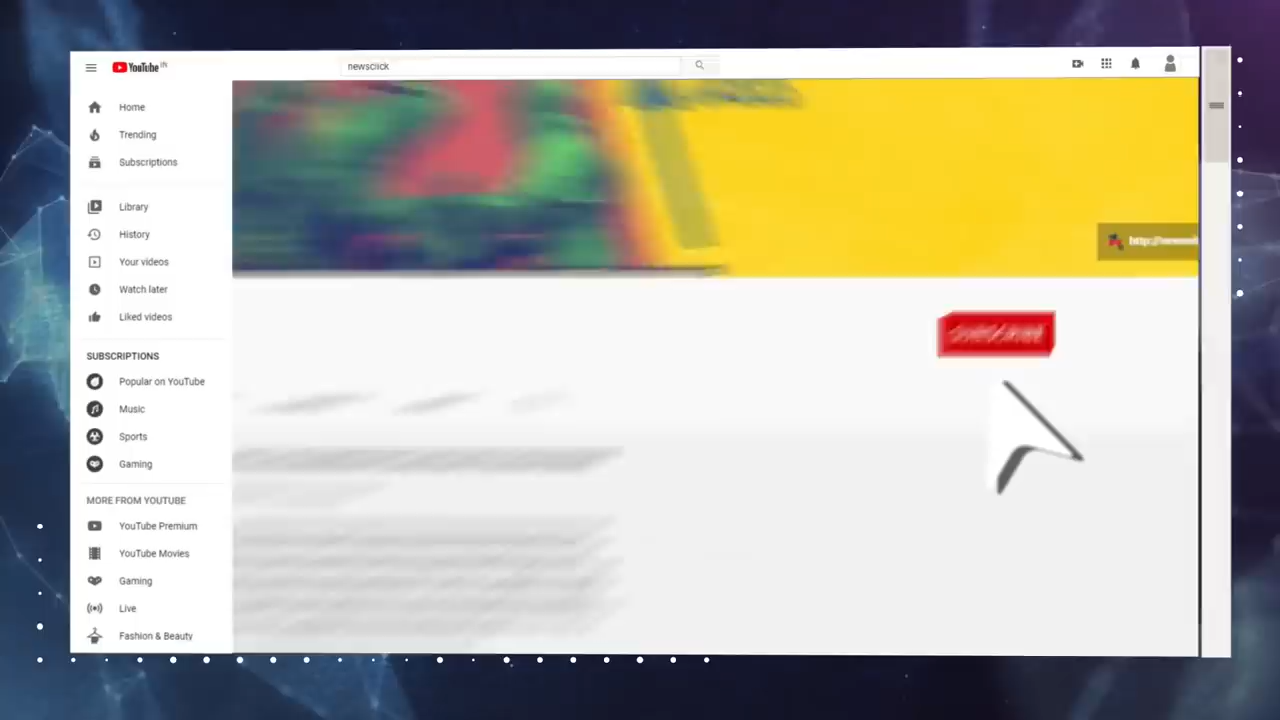 YouTube IN
newsclick
Home
Trending
Subscriptions
Library
History
Your videos
Watch later
Liked videos
SUBSCRIPTIONS
Popular on YouTube
Music
Sports
Gaming
MORE FROM YOUTUBE
YouTube Premium
YouTube Movies
Gaming
Live
Fashion & Beauty
SUBSCRIBE